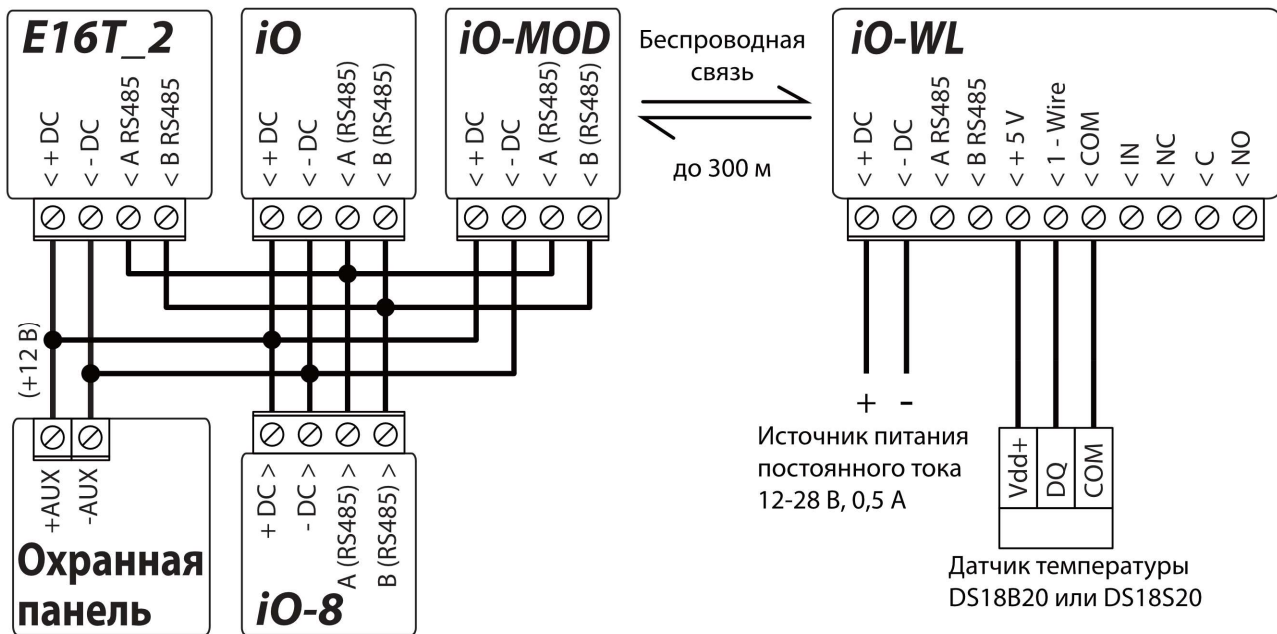 E16T_2
< + DC
< - DC
< A RS485
< B RS485
iO
< + DC
< - DC
< A (RS485)
< B (RS485)
iO-MOD
< + DC
< - DC
< A (RS485)
< B (RS485)
Беспроводная
связь
до 300 м
iO-WL
< + DC
< - DC
< A RS485
< B RS485
< + 5 V
< 1 - Wire
< COM
< IN
< NC
< C
< NO
(+12 В)
+AUX
-AUX
Охранная
панель
+ DC >
- DC >
A (RS485) >
B (RS485) >
iO-8
+ -
Источник питания
постоянного тока
12-28 В, 0,5 А
Vdd+
DQ
COM
Датчик температуры
DS18B20 или DS18S20